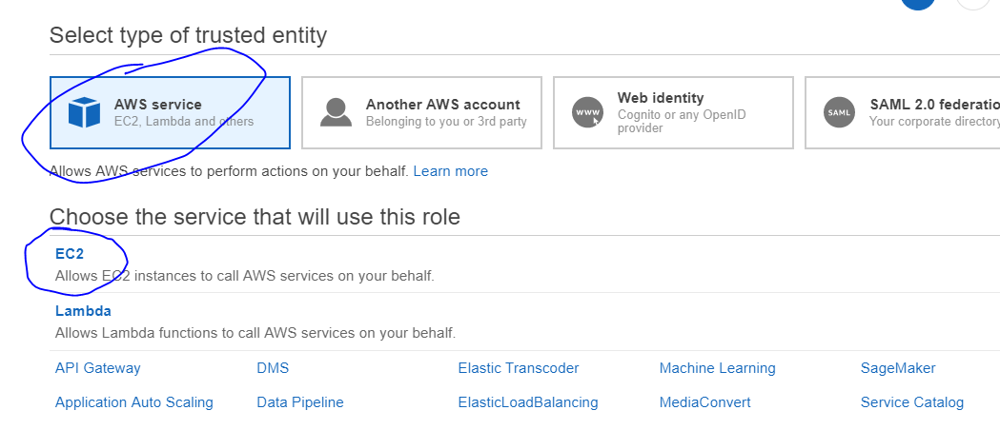 Select type of trusted entity
AWS service
EC2, Lambda and others
Another AWS account
Belonging to you or 3rd party
Web identity
Cognito or any OpenID
provider
SAML 2.0 federatio
Your corporate directory
WWW
SAML
Allows AWS services to perform actions on your behalf. Learn more
Choose the service that will use this role
EC2
Allows EC2 instances to call AWS services on your behalf.
Lambda
Allows Lambda functions to call AWS services on your behalf.
API Gateway DMS Elastic Transcoder Machine Learning SageMaker
Application Auto Scaling Data Pipeline ElasticLoadBalancing MediaConvert Service Catalog